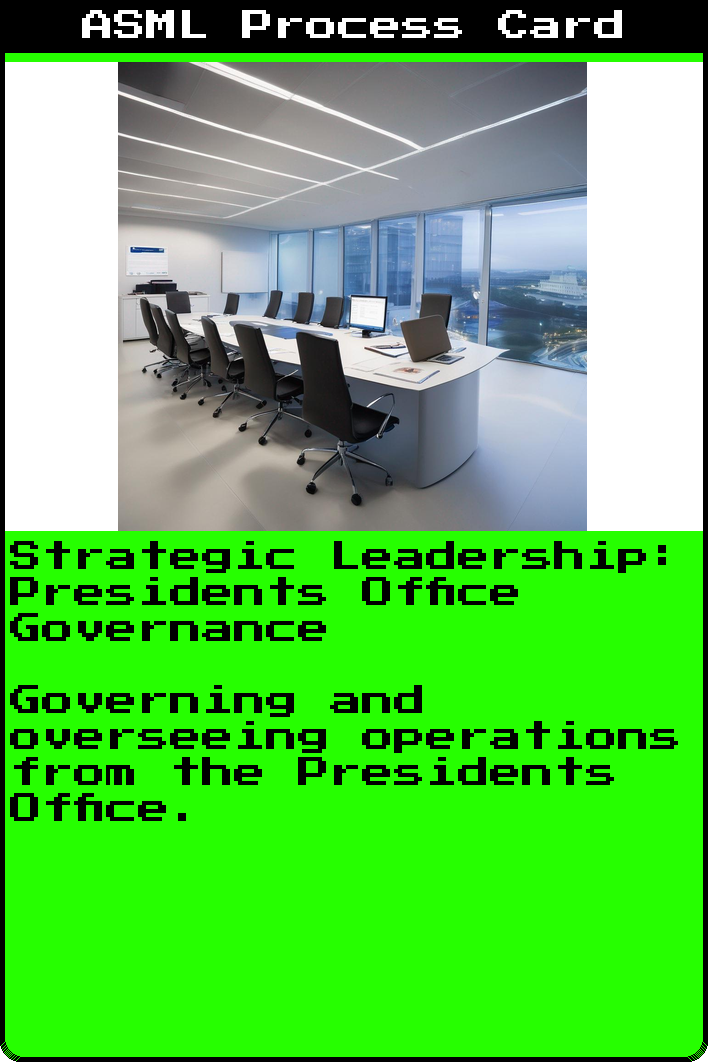 ASML Process Card
Strategic Leadership:
Presidents Office
Governance
Governing and
overseeing operations
from the Presidents
Office.